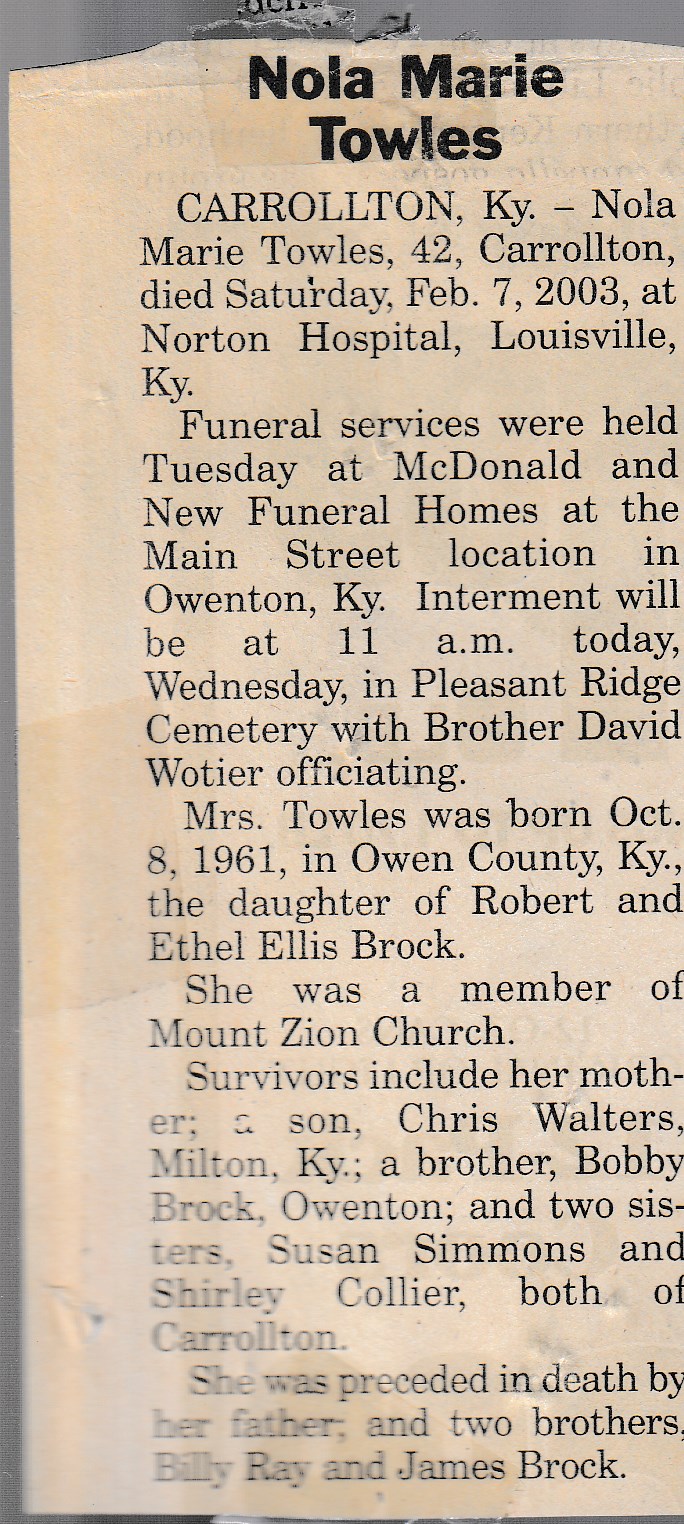 Nola Marie
Towles
CARROLLTON, Ky. – Nola
Marie Towles, 42, Carrollton,
died Saturday, Feb. 7, 2003, at
Norton Hospital, Louisville,
Ky.
Funeral services were held
Tuesday at McDonald and
New Funeral Homes at the
Main Street location in
Owenton, Ky. Interment will
be at 11 a.m. today,
Wednesday, in Pleasant Ridge
Cemetery with Brother David
Wotier officiating.
Mrs. Towles was born Oct.
8, 1961, in Owen County, Ky.,
the daughter of Robert and
Ethel Ellis Brock.
She was a member of
Mount Zion Church.
Survivors include her moth-
er; a son, Chris Walters,
Milton, Ky.; a brother, Bobby
Brock, Owenton; and two sis-
ters, Susan Simmons and
Shirley Collier, both of
Carrollton.
She was preceded in death by
her father; and two brothers,
Billy Ray and James Brock.